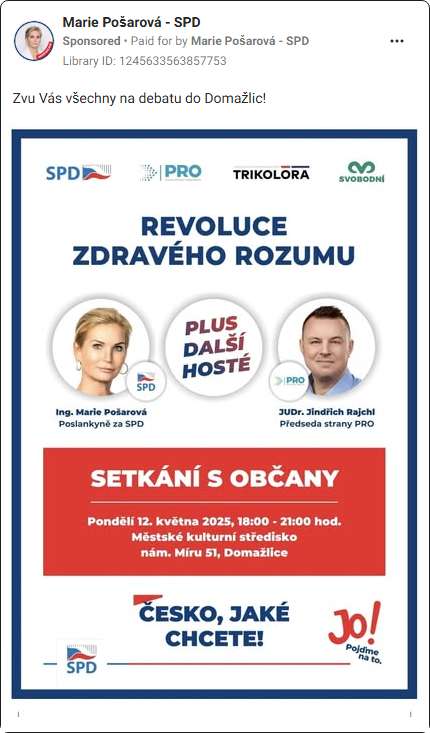 Marie Pošarová - SPD
Sponsored • Paid for by Marie Pošarová - SPD
Library ID: 1245633563857753
Zvu Vás všechny na debatu do Domažlic!
SPD PRO TRIKOLORA SVOBODNÍ
REVOLUCE
ZDRAVÉHO ROZUMU
PLUS
DALŠÍ
HOSTÉ
SPD
PRO
Ing. Marie Pošarová
Poslankyně za SPD
JUDr. Jindřich Rajchl
Předseda strany PRO
SETKÁNÍ S OBČANY
Pondělí 12. května 2025, 18:00 - 21:00 hod.
Městské kulturní středisko
nám. Míru 51, Domažlice
ČESKO, JAKÉ
CHCETE!
Jo!
Pojďme
na to.
SPD